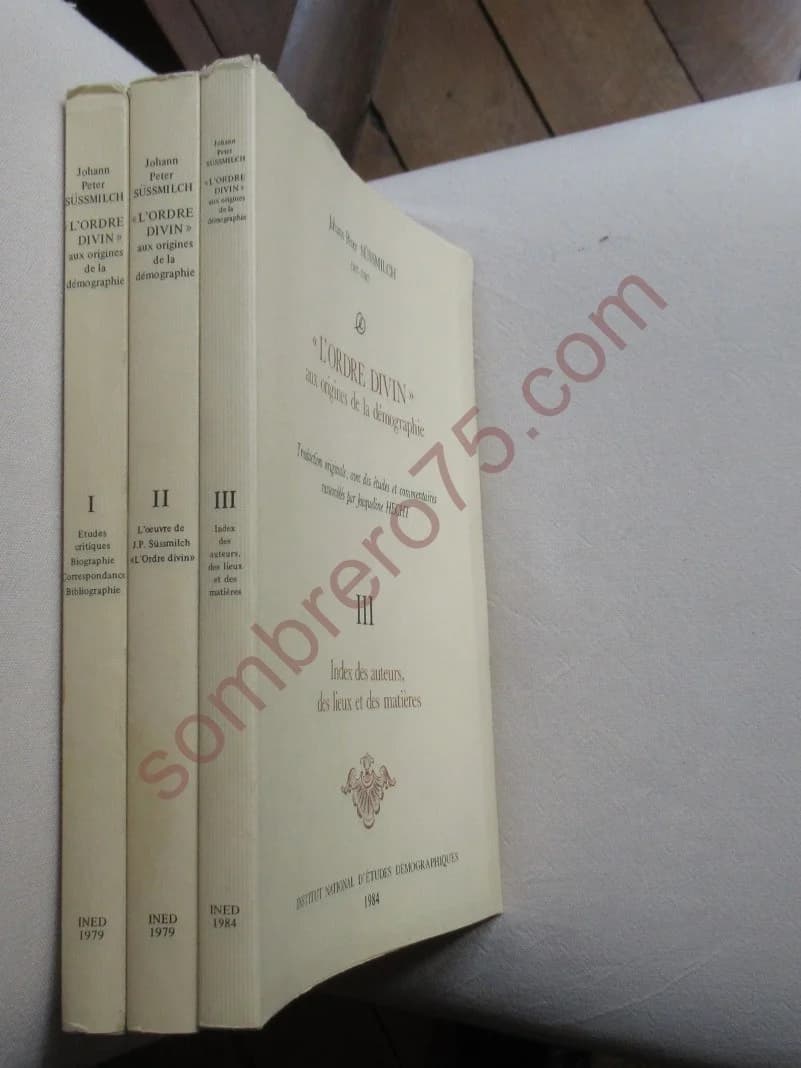 Johann
Peter
SÜSSMILCH
L'ORDRE
DIVIN»
aux origines
de la
démographie
I
Etudes
critiques
Biographie
Correspondance
Bibliographie
INED
1979
Johann
Peter
SÜSSMILCH
«L'ORDRE
DIVIN»
aux origines
de la
démographie
II
L'oeuvre de
J.P. Süssmilch
«L'Ordre divin»
INED
1979
Johann
Peter
SÜSSMILCH
«L'ORDRE
DIVIN»
aux origines
de la
démographie
III
Index
des
auteurs,
des lieux
et des
matières
INED
1984
Johann Peter SÜSSMILCH
«L'ORDRE DIVIN»
aux origines de la démographie
Traduction originale, avec des études et commentaires
rassemblés par Jacqueline HECHT
III
Index des auteurs,
des lieux et des matières
INSTITUT NATIONAL D'ÉTUDES DÉMOGRAPHIQUES
1984
sombrero75.com